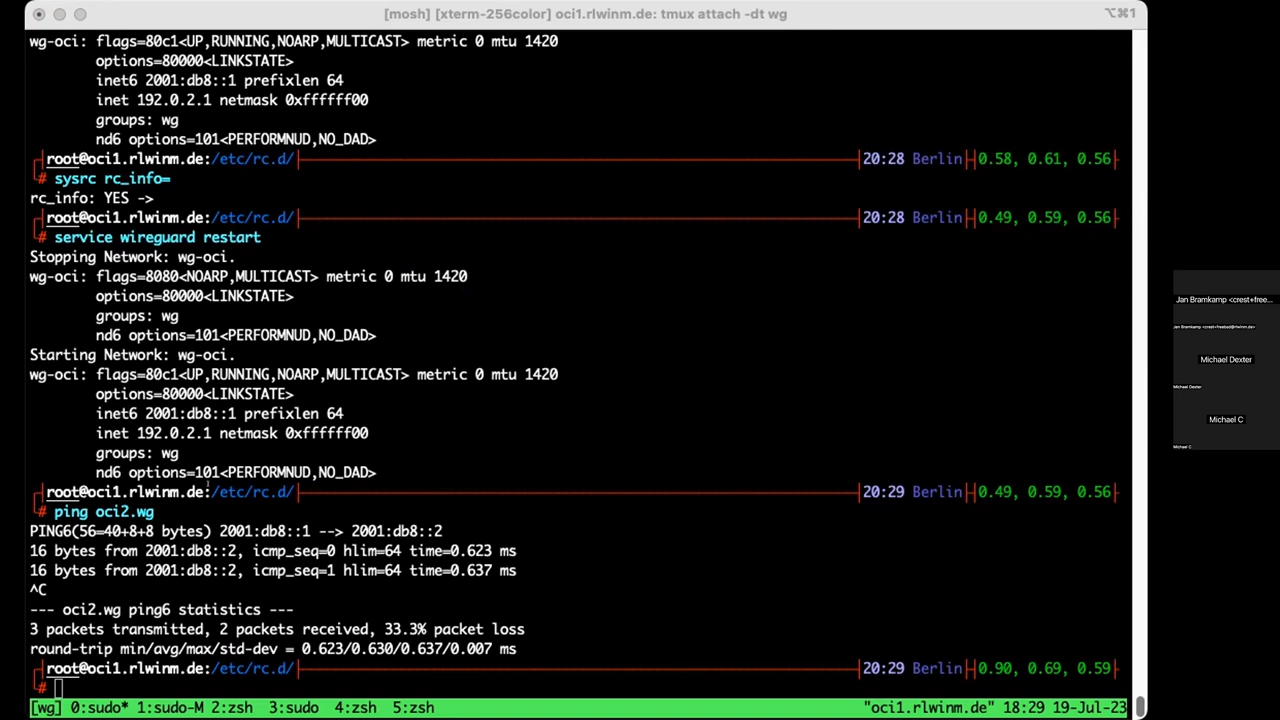 [mosh] [xterm-256color] oci1.rlwinm.de: tmux attach -dt wg ⌥⌘1
wg-oci: flags=80c1<UP,RUNNING,NOARP,MULTICAST> metric 0 mtu 1420
options=80000<LINKSTATE>
inet6 2001:db8::1 prefixlen 64
inet 192.0.2.1 netmask 0xffffff00
groups: wg
nd6 options=101<PERFORMNUD,NO_DAD>
root@oci1.rlwinm.de:/etc/rc.d/ 20:28 Berlin 0.58, 0.61, 0.56
# sysrc rc_info=
rc_info: YES ->
root@oci1.rlwinm.de:/etc/rc.d/ 20:28 Berlin 0.49, 0.59, 0.56
# service wireguard restart
Stopping Network: wg-oci.
wg-oci: flags=8080<NOARP,MULTICAST> metric 0 mtu 1420
options=80000<LINKSTATE>
groups: wg
nd6 options=101<PERFORMNUD,NO_DAD>
Starting Network: wg-oci.
wg-oci: flags=80c1<UP,RUNNING,NOARP,MULTICAST> metric 0 mtu 1420
options=80000<LINKSTATE>
inet6 2001:db8::1 prefixlen 64
inet 192.0.2.1 netmask 0xffffff00
groups: wg
nd6 options=101<PERFORMNUD,NO_DAD>
root@oci1.rlwinm.de:/etc/rc.d/ 20:29 Berlin 0.49, 0.59, 0.56
# ping oci2.wg
PING6(56=40+8+8 bytes) 2001:db8::1 --> 2001:db8::2
16 bytes from 2001:db8::2, icmp_seq=0 hlim=64 time=0.623 ms
16 bytes from 2001:db8::2, icmp_seq=1 hlim=64 time=0.637 ms
^C
--- oci2.wg ping6 statistics ---
3 packets transmitted, 2 packets received, 33.3% packet loss
round-trip min/avg/max/std-dev = 0.623/0.630/0.637/0.007 ms
root@oci1.rlwinm.de:/etc/rc.d/ 20:29 Berlin 0.90, 0.69, 0.59
#
[wg] 0:sudo* 1:sudo-M 2:zsh 3:sudo 4:zsh 5:zsh "oci1.rlwinm.de" 18:29 19-Jul-23
Jan Bramkamp <crest+free...
Jan Bramkamp <crest+freebsd@rlwinm.de>
Michael Dexter
Michael Dexter
Michael C
Michael C